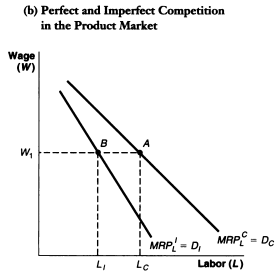 (b) Perfect and Imperfect Competition
in the Product Market
Wage
(W)
B
A
W₁
MRP_L^I = D_I
MRP_L^C = D_C
L_I
L_C
Labor (L)